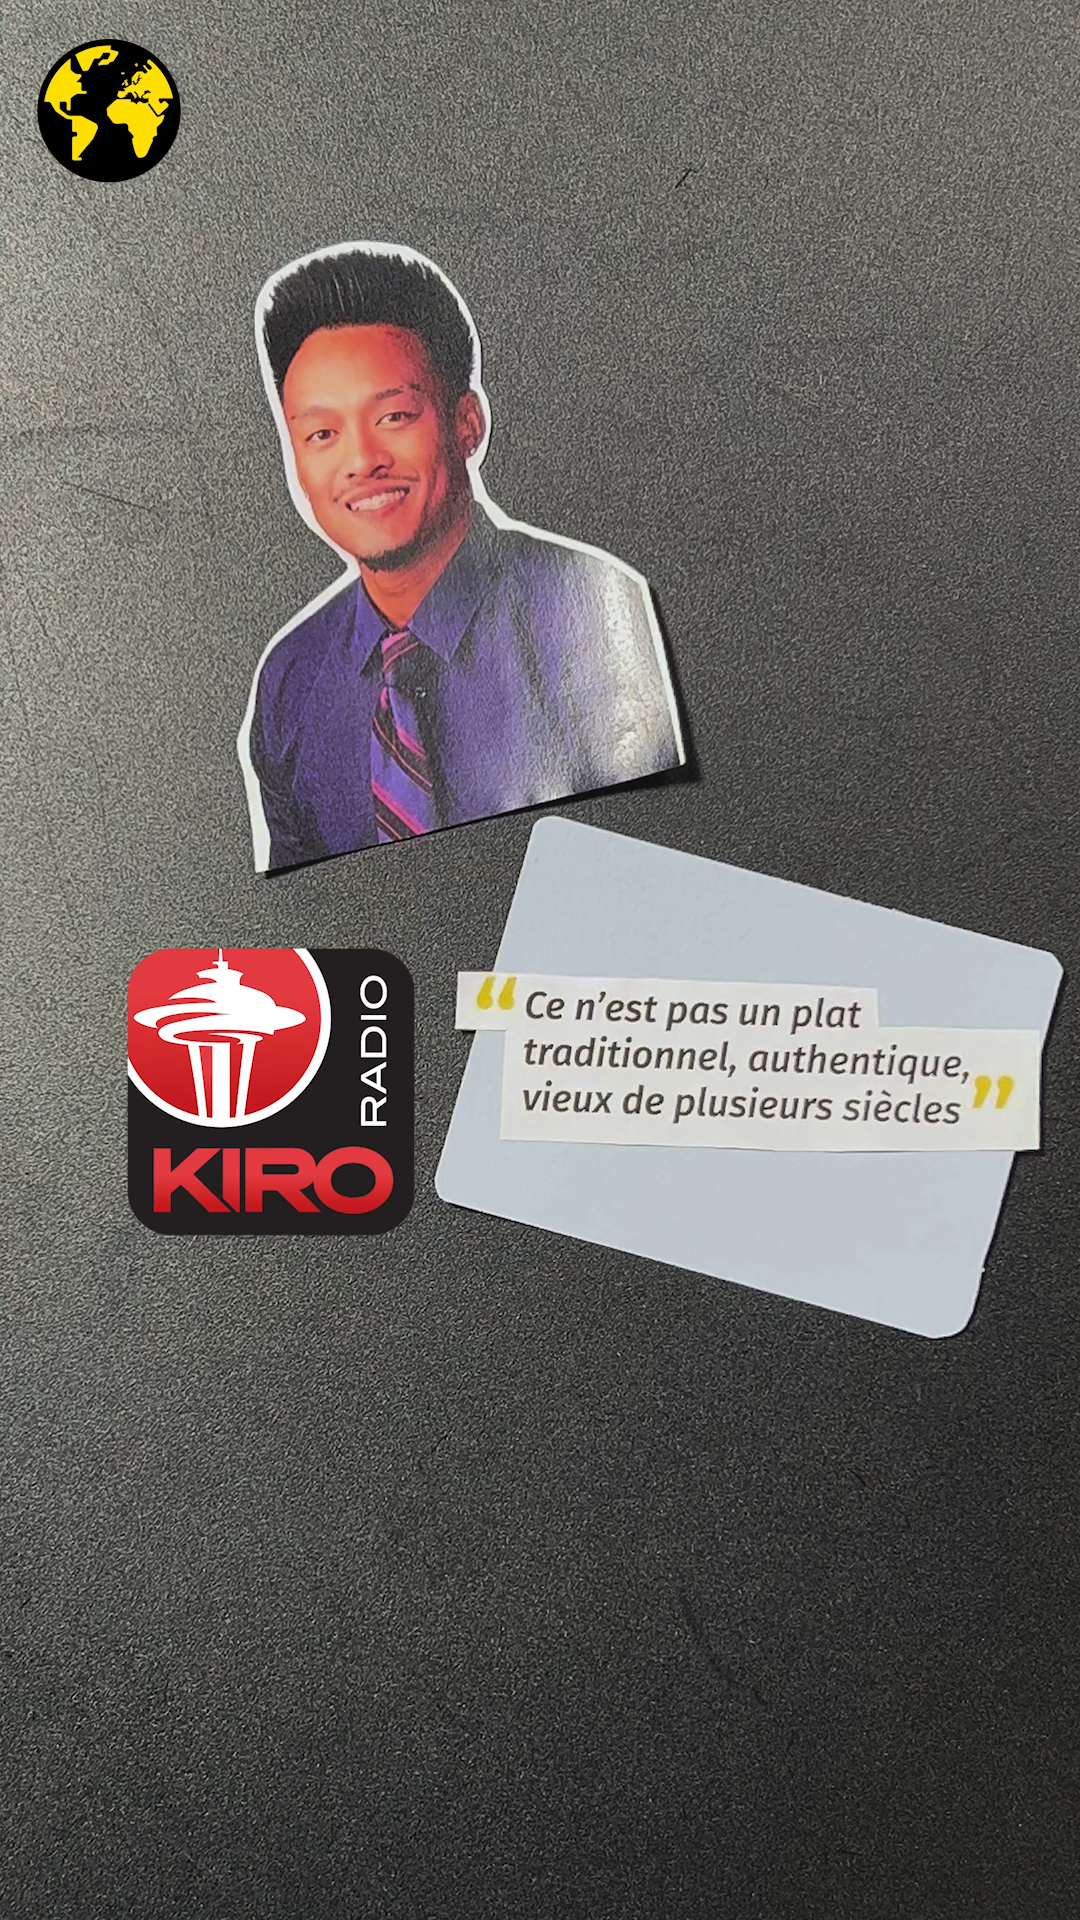 RADIO
KIRO
“Ce n’est pas un plat
traditionnel, authentique,
vieux de plusieurs siècles”